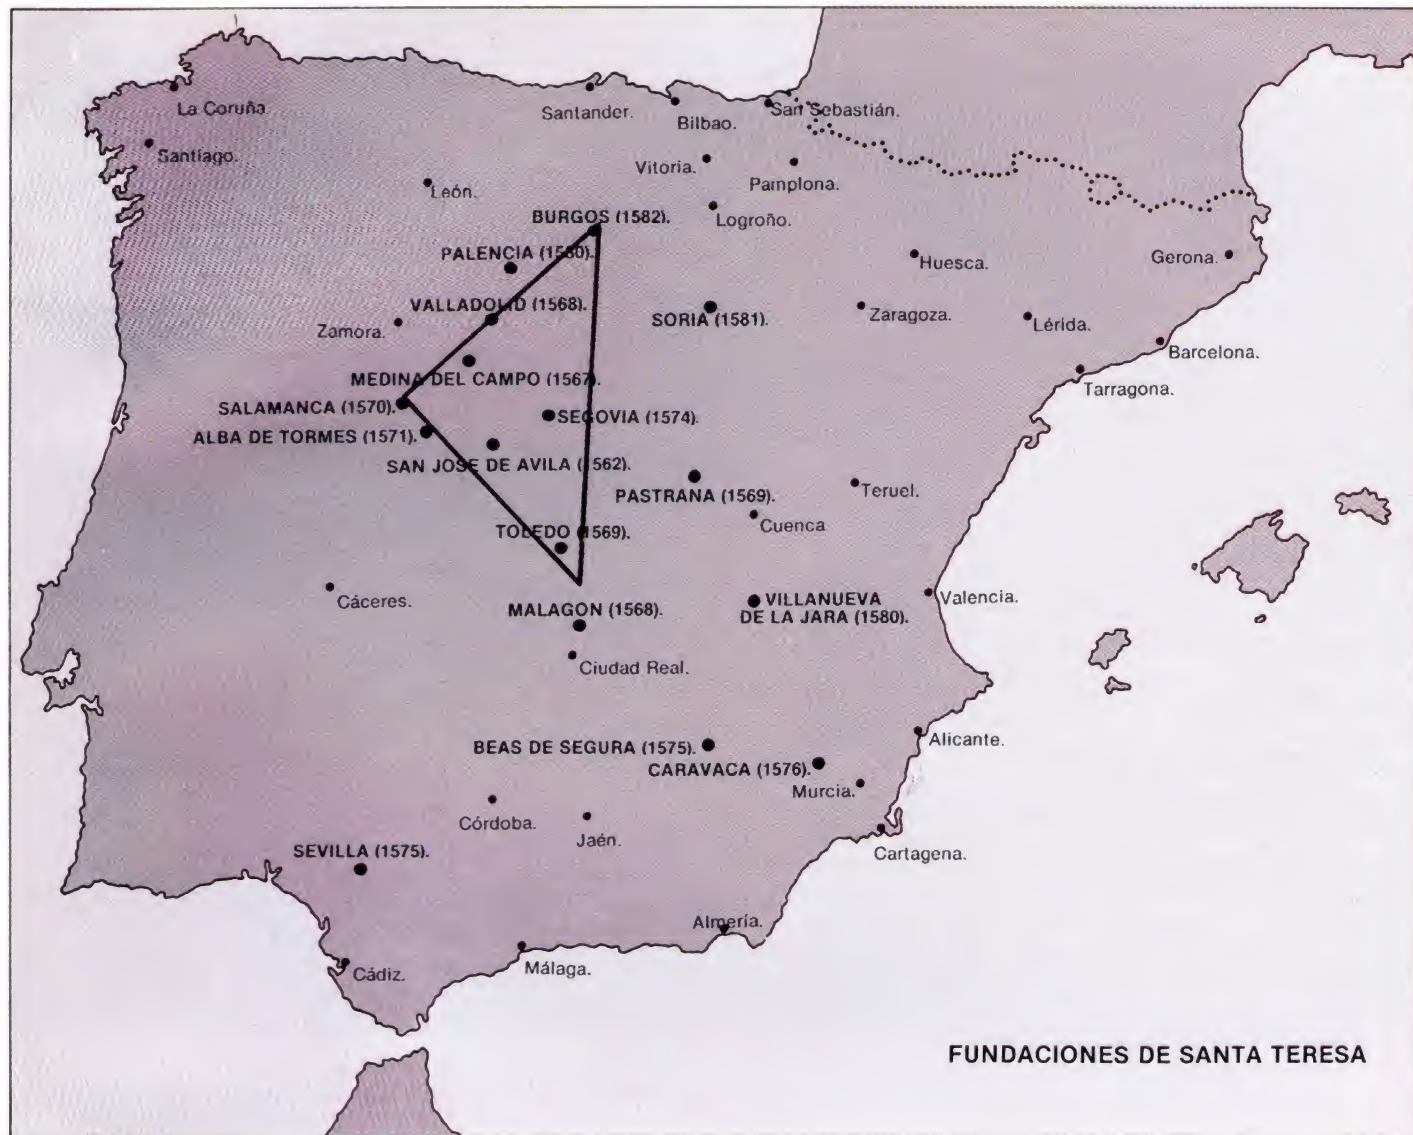 La Coruña.
Santander.
Bilbao.
San Sebastián.
Santiago.
Vitoria.
Pamplona.
León.
BURGOS (1582).
Logroño.
PALENCIA (1580).
Huesca.
Gerona.
VALLADOLID (1568).
SORIA (1581).
Zaragoza.
Lérida.
Zamora.
Barcelona.
MEDINA DEL CAMPO (1567).
Tarragona.
SALAMANCA (1570).
SEGOVIA (1574).
ALBA DE TORMES (1571).
SAN JOSE DE AVILA (1562).
PASTRANA (1569).
Teruel.
Cuenca
TOLEDO (1569).
Cáceres.
MALAGON (1568).
VILLANUEVA
DE LA JARA (1580).
Valencia.
Ciudad Real.
BEAS DE SEGURA (1575).
Alicante.
CARAVACA (1576).
Murcia.
Córdoba.
Jaén.
SEVILLA (1575).
Cartagena.
Almería.
Cádiz.
Málaga.
FUNDACIONES DE SANTA TERESA